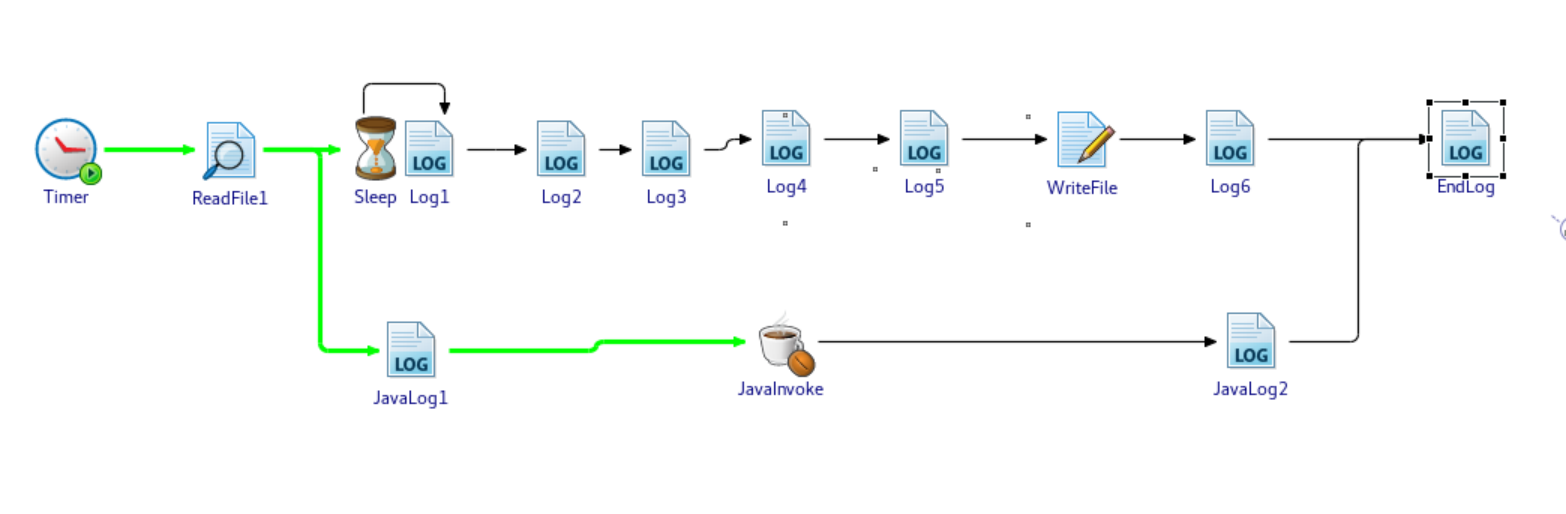 Timer
ReadFile1
Sleep
LOG
Log1
LOG
Log2
LOG
Log3
LOG
Log4
LOG
Log5
WriteFile
LOG
Log6
LOG
EndLog
LOG
JavaLog1
JavaInvoke
LOG
JavaLog2